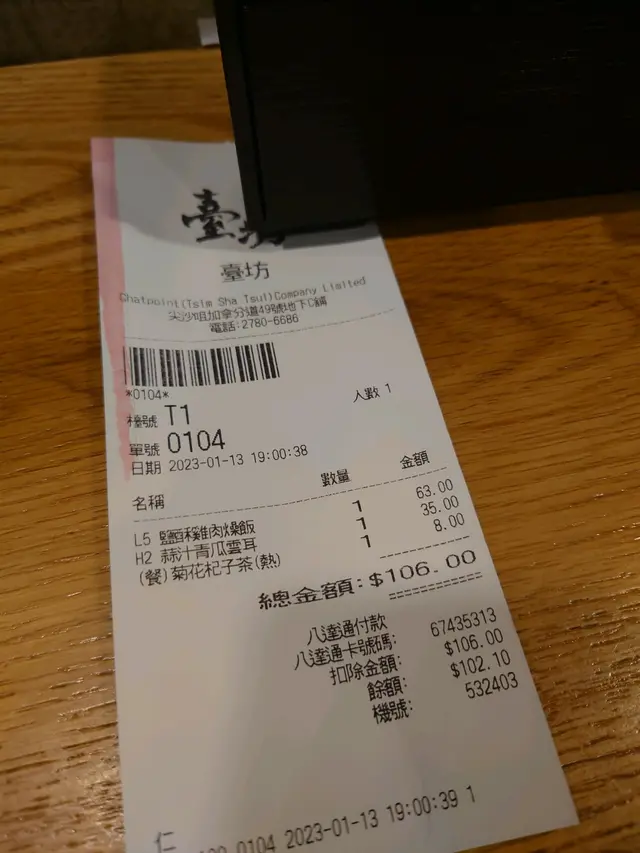 臺坊
臺坊
Chatpoint(Tsim Sha Tsui)Company Limited
尖沙咀加拿分道49號地下C鋪
電話:2780-6686
*0104*
檯號 T1 人數 1
單號 0104
日期 2023-01-13 19:00:38
名稱 數量 金額
L5 鹽酥雞肉燥飯 1 63.00
H2 蒜汁青瓜雲耳 1 35.00
(餐)菊花杞子茶(熱) 1 8.00
總金額:$106.00
八達通付款
八達通卡號碼: 67435313
扣除金額: $106.00
餘額: $102.10
機號: 532403
0104 2023-01-13 19:00:39 1